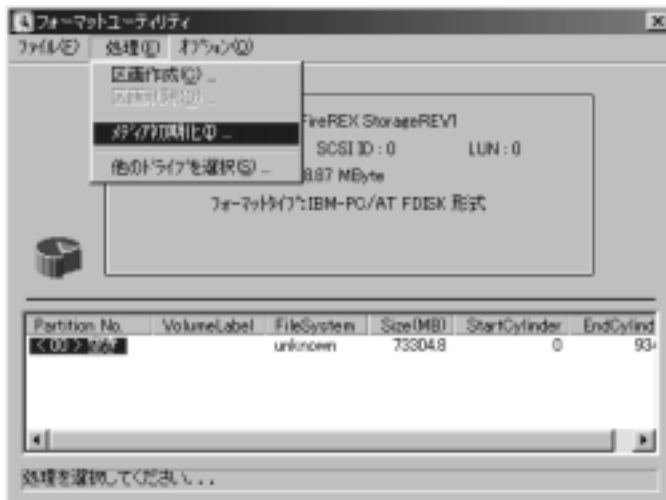 フォーマットユーティリティ
ファイル(F) 処理(E) オプション(O)
区画作成(C) ...
メディア初期化(I) ...
他のドライブを選択(S) ...
FireREX StorageREV1
SCSI ID : 0 LUN : 0
8.87 MByte
フォーマットタイプ:IBM-PC/AT FDISK 形式
Partition No. VolumeLabel FileSystem Size(MB) StartCylinder EndCylind
< 00 > unknown 73304.8 0 934
処理を選択してください...